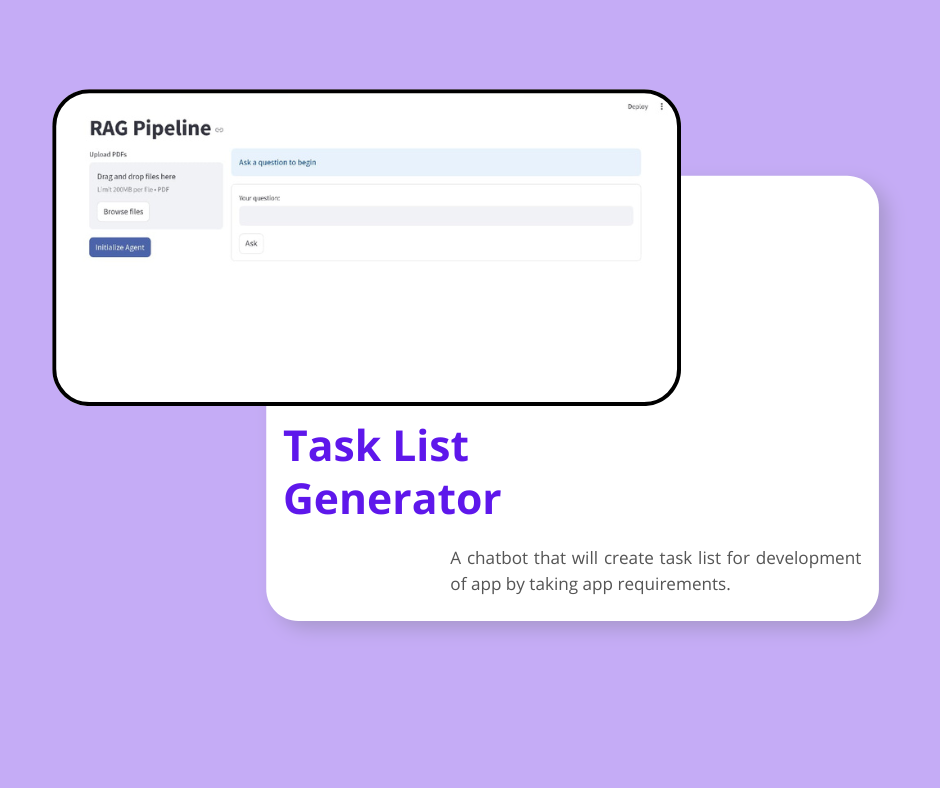 Deploy
RAG Pipeline
Upload PDFs
Drag and drop files here
Limit 200MB per file • PDF
Browse files
Initialize Agent
Ask a question to begin
Your question:
Ask
Task List
Generator
A chatbot that will create task list for development
of app by taking app requirements.